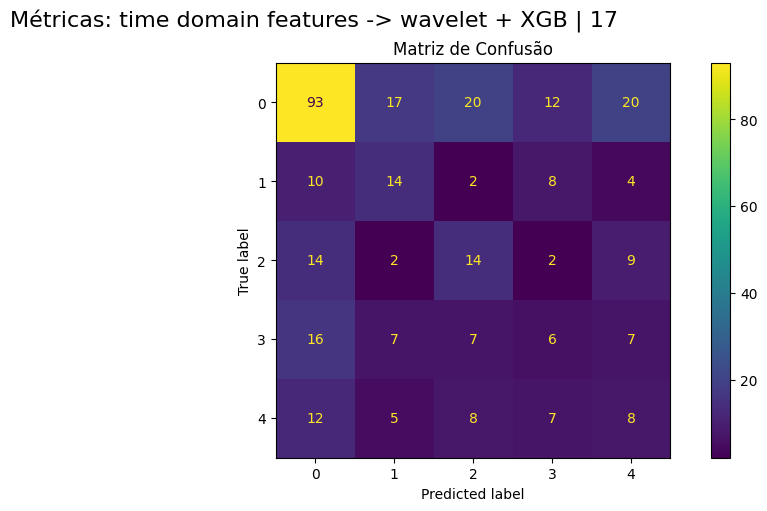 Métricas: time domain features -> wavelet + XGB | 17
Matriz de Confusão
0 93 17 20 12 20
1 10 14 2 8 4
2 14 2 14 2 9
3 16 7 7 6 7
4 12 5 8 7 8
0 1 2 3 4
True label
Predicted label
80
60
40
20